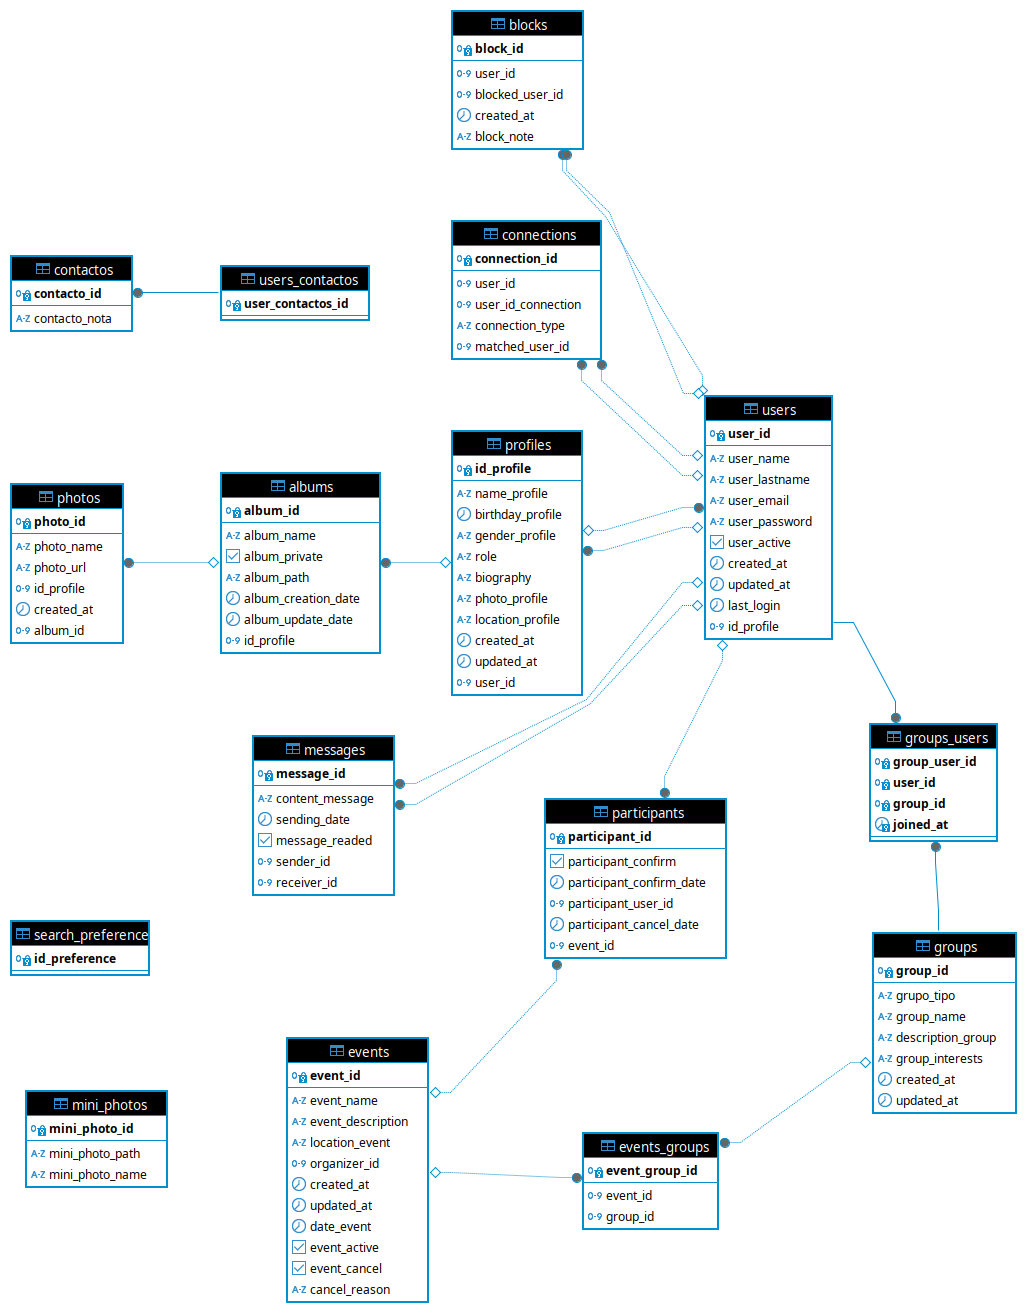 blocks
block_id
user_id
blocked_user_id
created_at
block_note
connections
connection_id
user_id
user_id_connection
connection_type
matched_user_id
contactos
contacto_id
contacto_nota
users_contactos
user_contactos_id
users
user_id
user_name
user_lastname
user_email
user_password
user_active
created_at
updated_at
last_login
id_profile
profiles
id_profile
name_profile
birthday_profile
gender_profile
role
biography
photo_profile
location_profile
created_at
updated_at
user_id
albums
album_id
album_name
album_private
album_path
album_creation_date
album_update_date
id_profile
photos
photo_id
photo_name
photo_url
id_profile
created_at
album_id
messages
message_id
content_message
sending_date
message_readed
sender_id
receiver_id
groups_users
group_user_id
user_id
group_id
joined_at
participants
participant_id
participant_confirm
participant_confirm_date
participant_user_id
participant_cancel_date
event_id
search_preference
id_preference
groups
group_id
grupo_tipo
group_name
description_group
group_interests
created_at
updated_at
events
event_id
event_name
event_description
location_event
organizer_id
created_at
updated_at
date_event
event_active
event_cancel
cancel_reason
mini_photos
mini_photo_id
mini_photo_path
mini_photo_name
events_groups
event_group_id
event_id
group_id